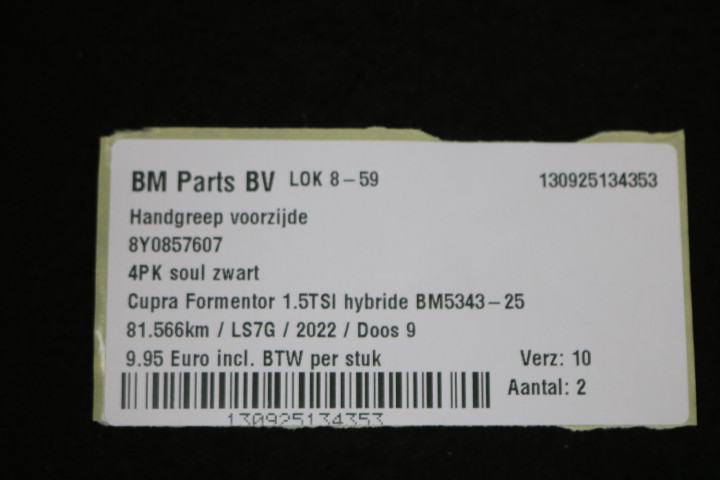 BM Parts BV LOK 8-59 130925134353
Handgreep voorzijde
8Y0857607
4PK soul zwart
Cupra Formentor 1.5TSI hybride BM5343-25
81.566km / LS7G / 2022 / Doos 9
9.95 Euro incl. BTW per stuk Verz: 10
Aantal: 2
130925134353